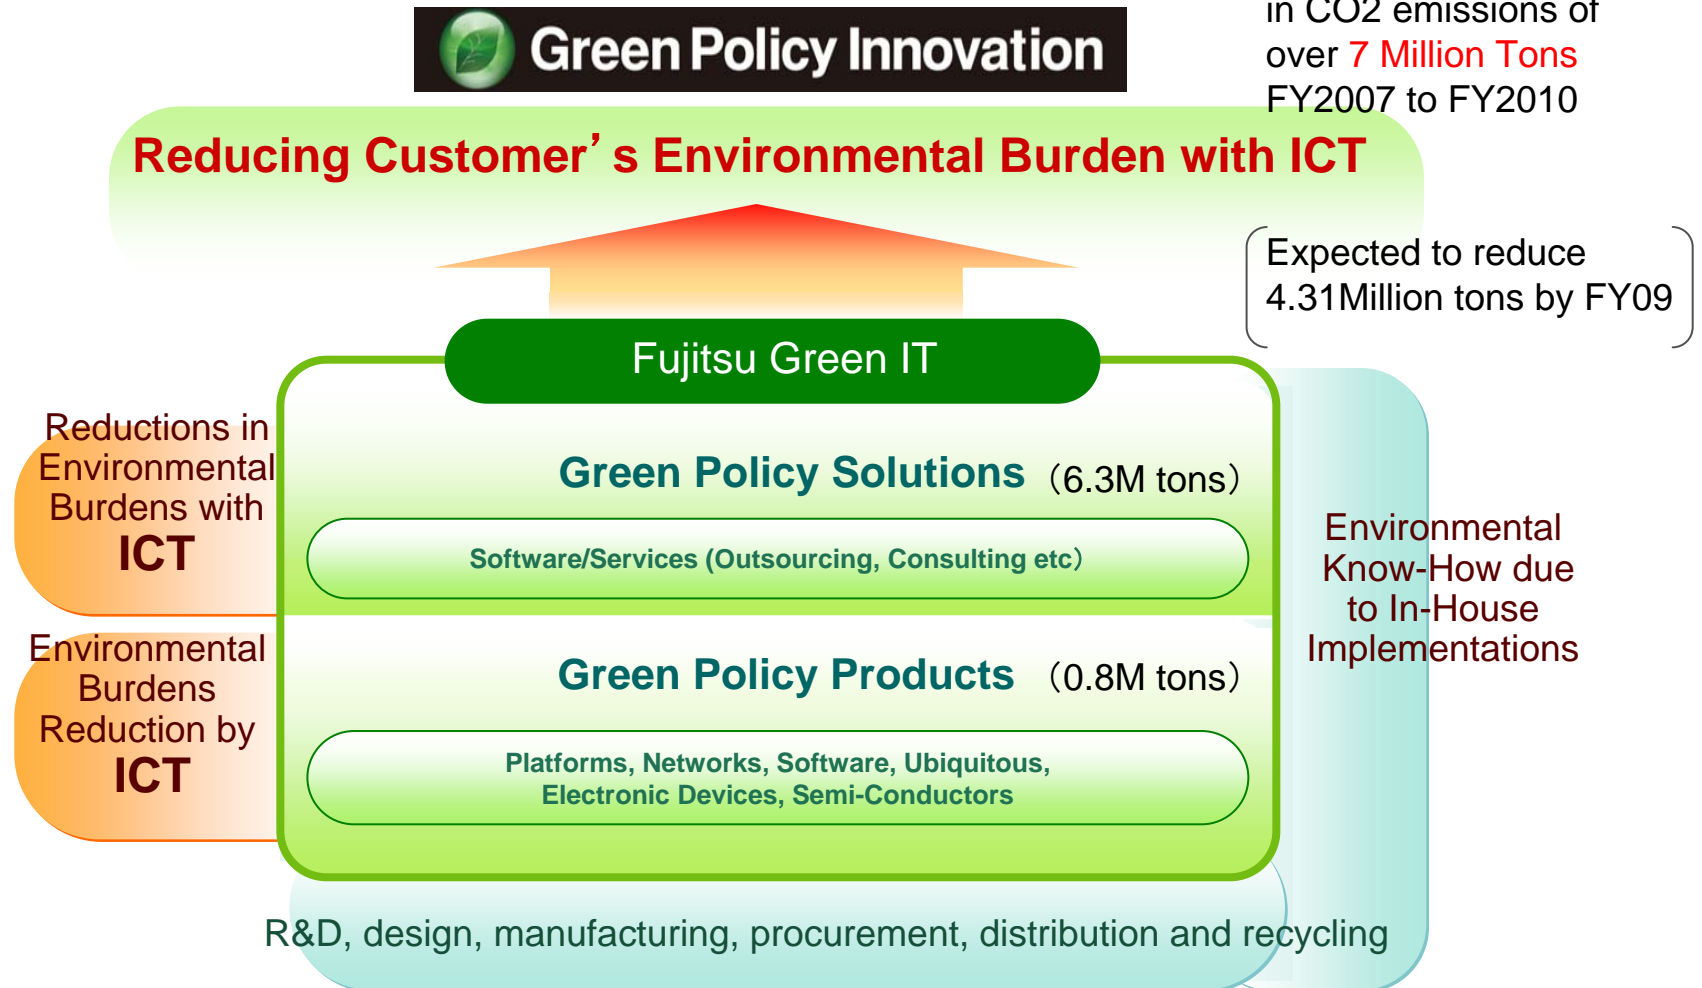 in CO2 emissions of
over 7 Million Tons
FY2007 to FY2010
Green Policy Innovation
Reducing Customer’s Environmental Burden with ICT
Expected to reduce
4.31Million tons by FY09
Fujitsu Green IT
Reductions in
Environmental
Burdens with
ICT
Green Policy Solutions（6.3M tons）
Software/Services (Outsourcing, Consulting etc）
Environmental
Burdens
Reduction by
ICT
Green Policy Products（0.8M tons）
Platforms, Networks, Software, Ubiquitous,
Electronic Devices, Semi-Conductors
Environmental
Know-How due
to In-House
Implementations
R&D, design, manufacturing, procurement, distribution and recycling